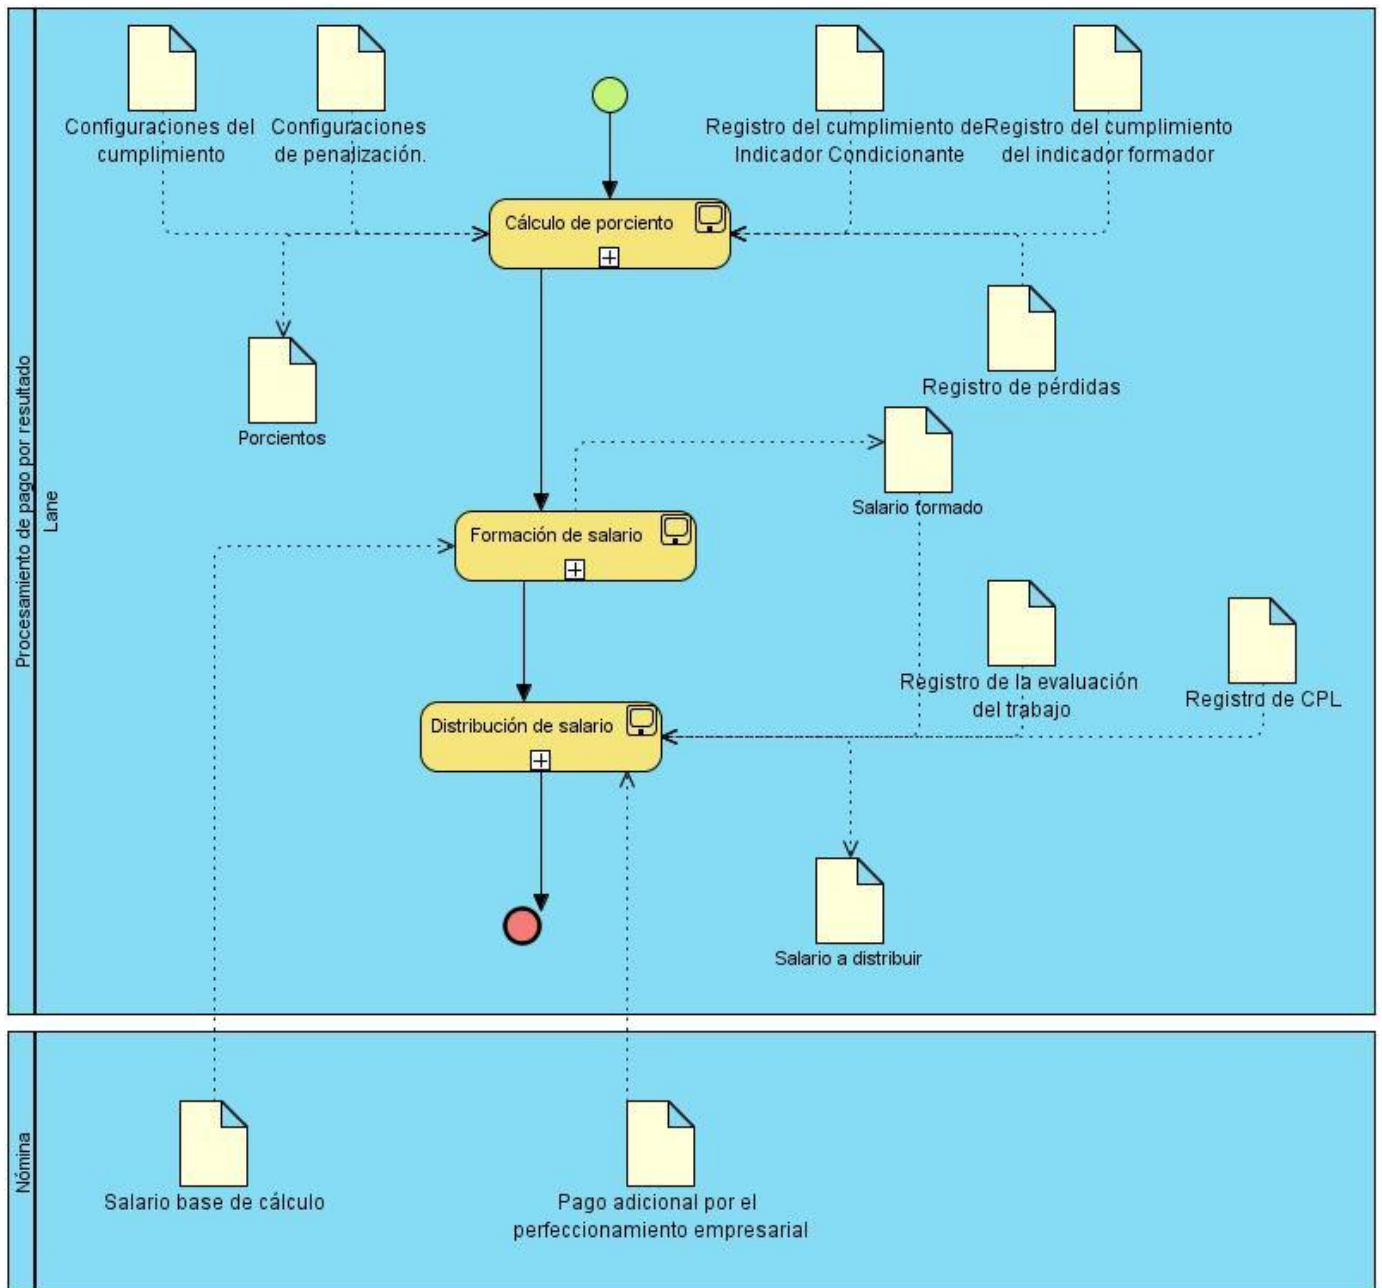 Configuraciones del
cumplimiento
Configuraciones
de penalización.
Registro del cumplimiento de
Indicador Condicionante
Registro del cumplimiento
del indicador formador
Cálculo de porciento
Registro de pérdidas
Porcientos
Procesamiento de pago por resultado
Lane
Salario formado
Formación de salario
Registro de la evaluación
del trabajo
Registro de CPL
Distribución de salario
Salario a distribuir
Nómina
Salario base de cálculo
Pago adicional por el
perfeccionamiento empresarial